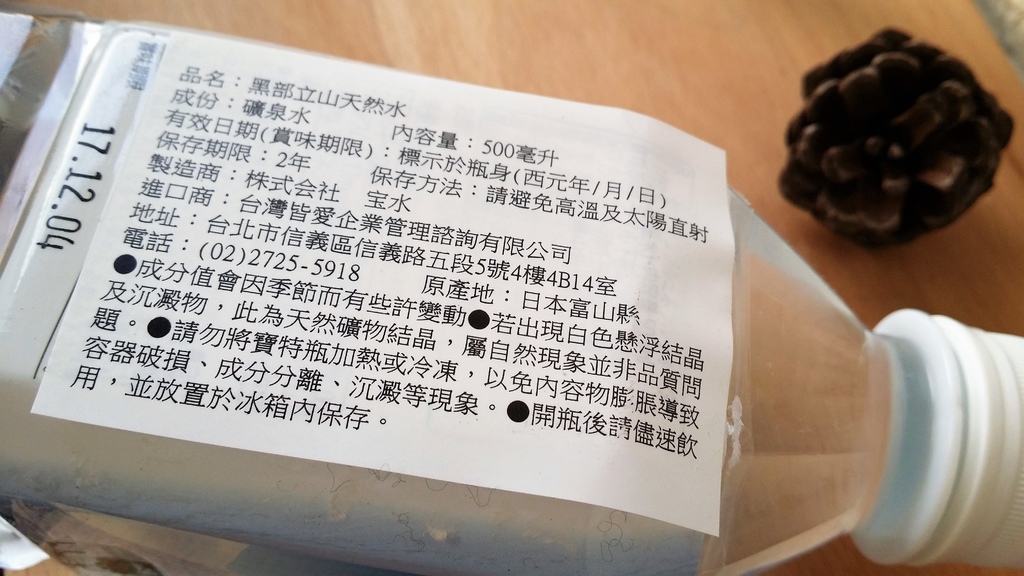 賞味期限
17.12.04
品名：黑部立山天然水
成份：礦泉水　內容量：500毫升
有效日期(賞味期限)：標示於瓶身(西元年/月/日)
保存期限：2年　保存方法：請避免高溫及太陽直射
製造商：株式会社　宝水
進口商：台灣皆愛企業管理諮詢有限公司
地址：台北市信義區信義路五段5號4樓4B14室
電話：(02)2725-5918　原產地：日本富山縣
●成分值會因季節而有些許變動●若出現白色懸浮結晶
及沉澱物，此為天然礦物結晶，屬自然現象並非品質問
題。●請勿將寶特瓶加熱或冷凍，以免內容物膨脹導致
容器破損、成分分離、沉澱等現象。●開瓶後請儘速飲
用，並放置於冰箱內保存。